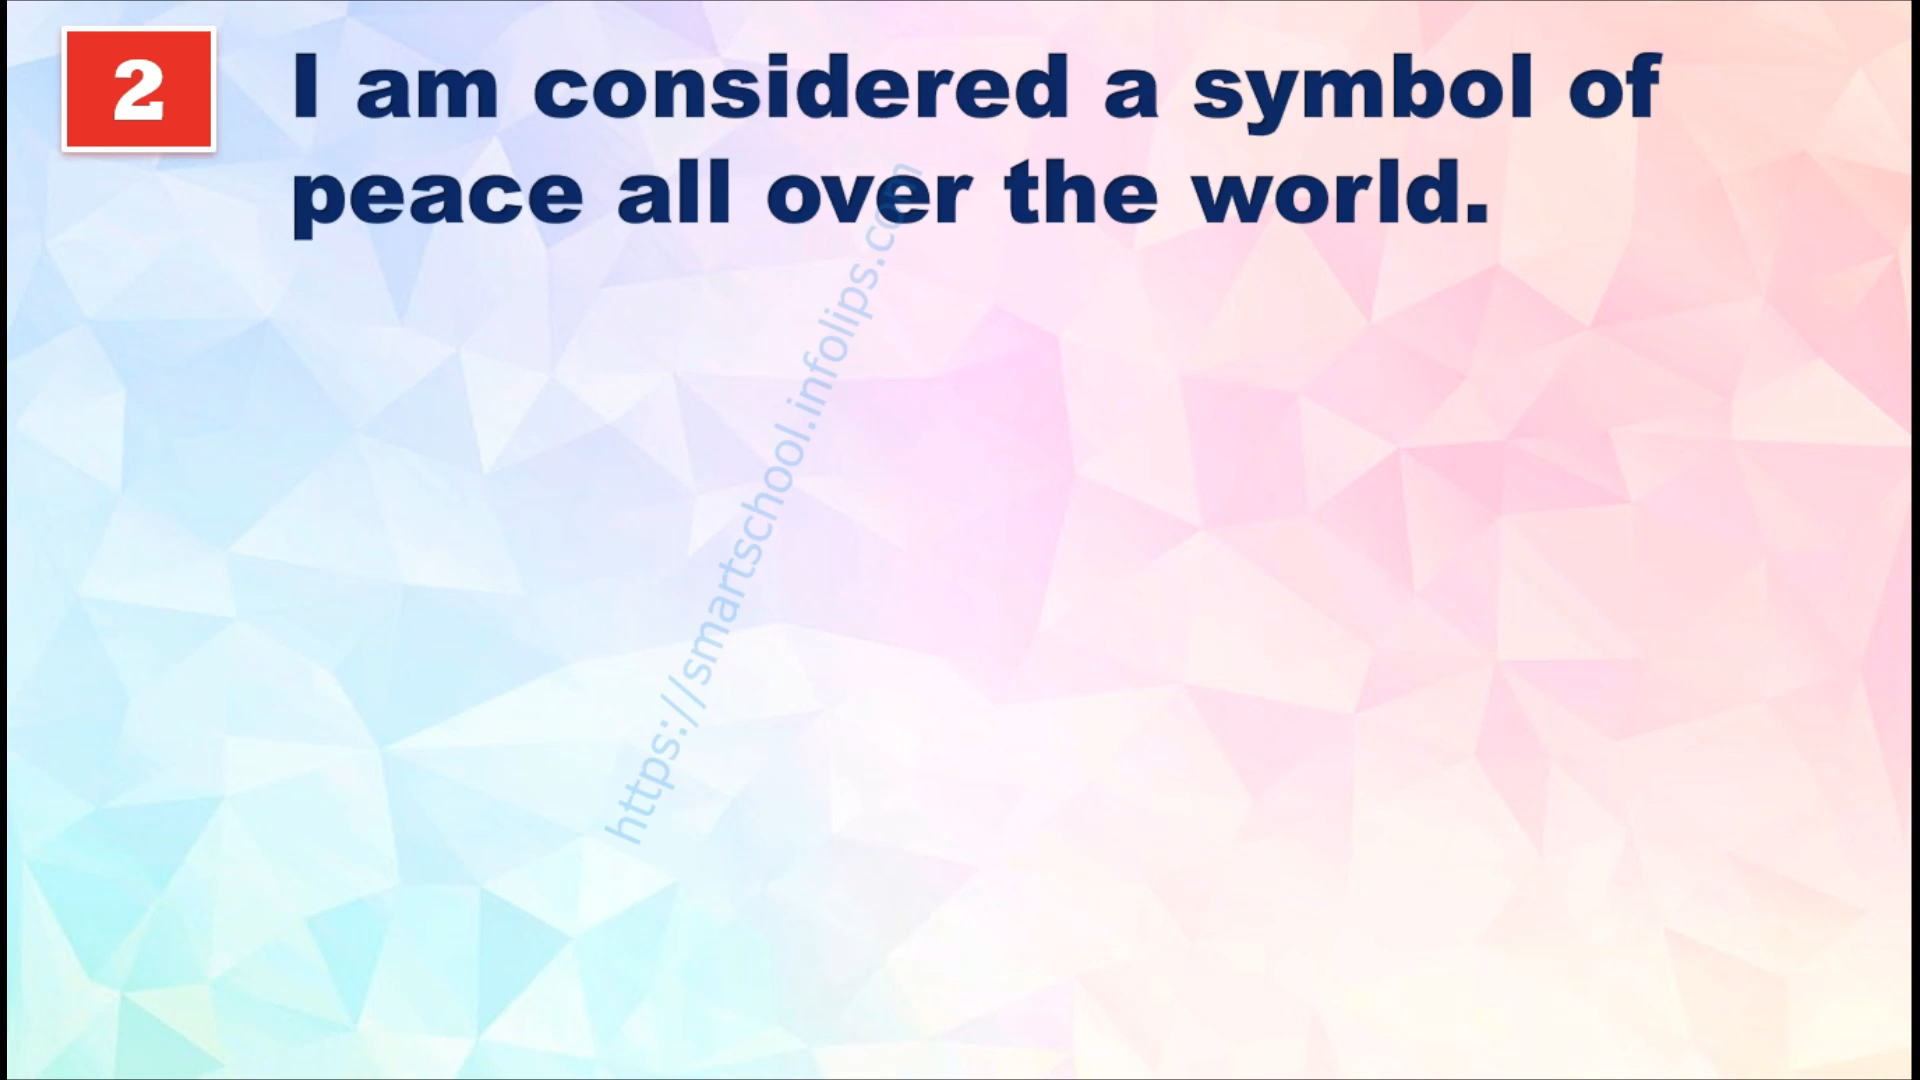 2
I am considered a symbol of
peace all over the world.
https://smartschool.infolips.com